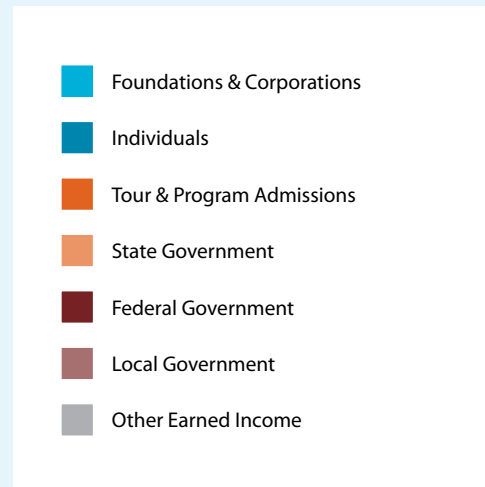 Foundations & Corporations
Individuals
Tour & Program Admissions
State Government
Federal Government
Local Government
Other Earned Income